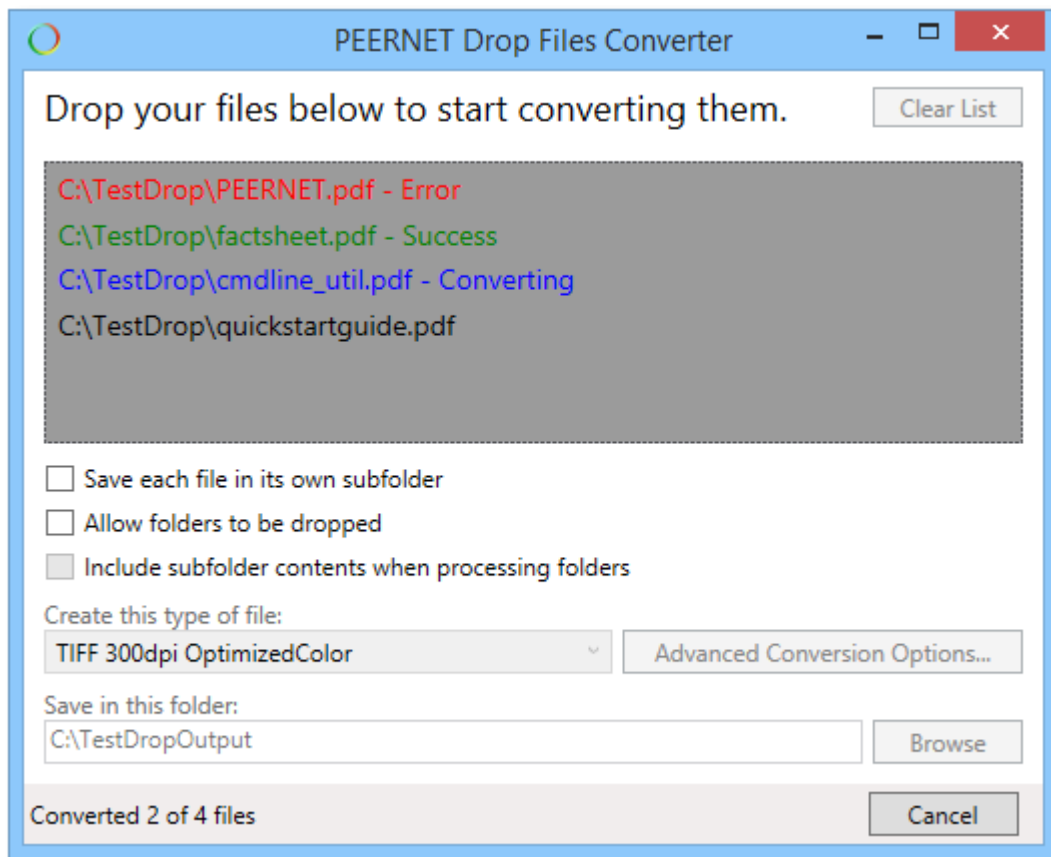 PEERNET Drop Files Converter
Drop your files below to start converting them.
Clear List
C:\TestDrop\PEERNET.pdf - Error
C:\TestDrop\factsheet.pdf - Success
C:\TestDrop\cmdline_util.pdf - Converting
C:\TestDrop\quickstartguide.pdf
Save each file in its own subfolder
Allow folders to be dropped
Include subfolder contents when processing folders
Create this type of file:
TIFF 300dpi OptimizedColor
Advanced Conversion Options...
Save in this folder:
C:\TestDropOutput
Browse
Converted 2 of 4 files
Cancel